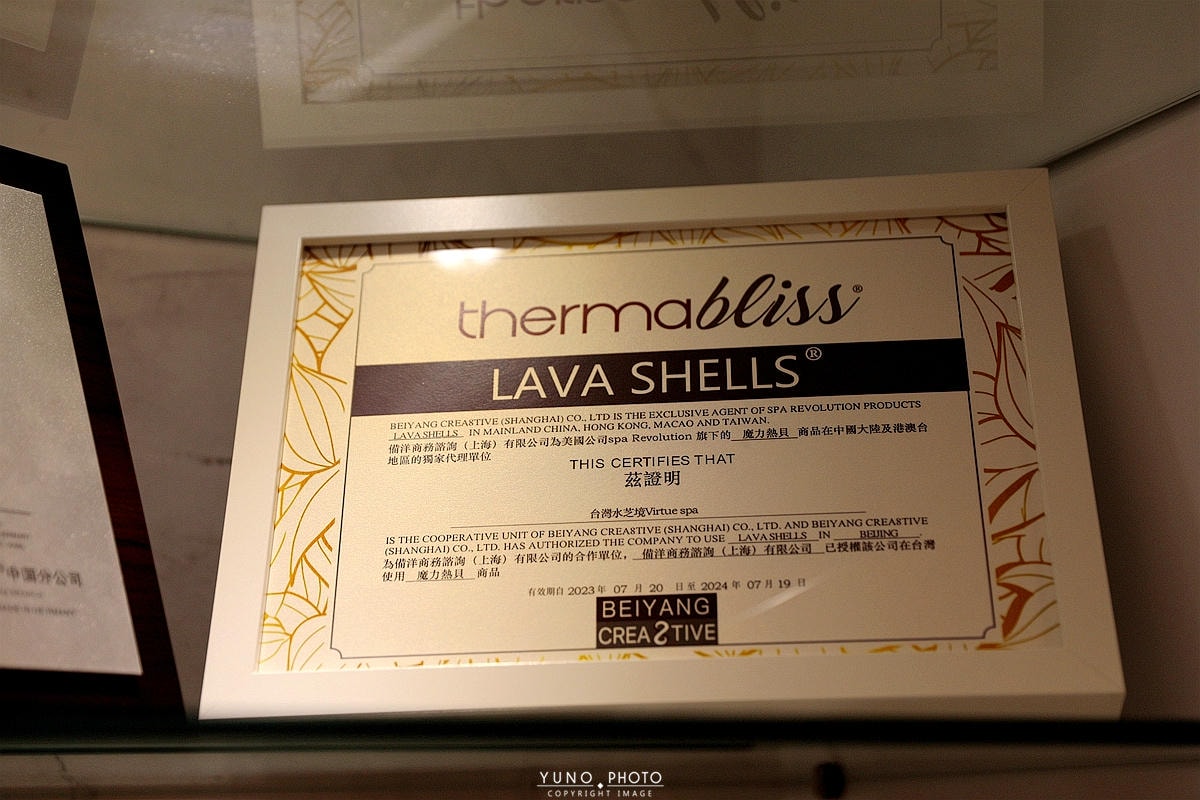 thermabliss®
LAVA SHELLS®
BEIYANG CREA8TIVE (SHANGHAI) CO., LTD IS THE EXCLUSIVE AGENT OF SPA REVOLUTION PRODUCTS
LAVA SHELLS IN MAINLAND CHINA, HONG KONG, MACAO AND TAIWAN.
備洋商務諮詢（上海）有限公司為美國公司spa Revolution 旗下的 魔力熱貝 商品在中國大陸及港澳台
地區的獨家代理單位
THIS CERTIFIES THAT
茲證明
台灣水芝境Virtue spa
IS THE COOPERATIVE UNIT OF BEIYANG CREA8TIVE (SHANGHAI) CO., LTD. AND BEIYANG CREA8TIVE
(SHANGHAI) CO., LTD. HAS AUTHORIZED THE COMPANY TO USE LAVA SHELLS IN BEIJING.
為備洋商務諮詢（上海）有限公司的合作單位， 備洋商務諮詢（上海）有限公司 已授權該公司在台灣
使用 魔力熱貝 商品
有效期自 2023 年 07 月 20 日至 2024 年 07 月 19 日
BEIYANG
CREA8TIVE
中国分公司
YUNO PHOTO
COPYRIGHT IMAGE